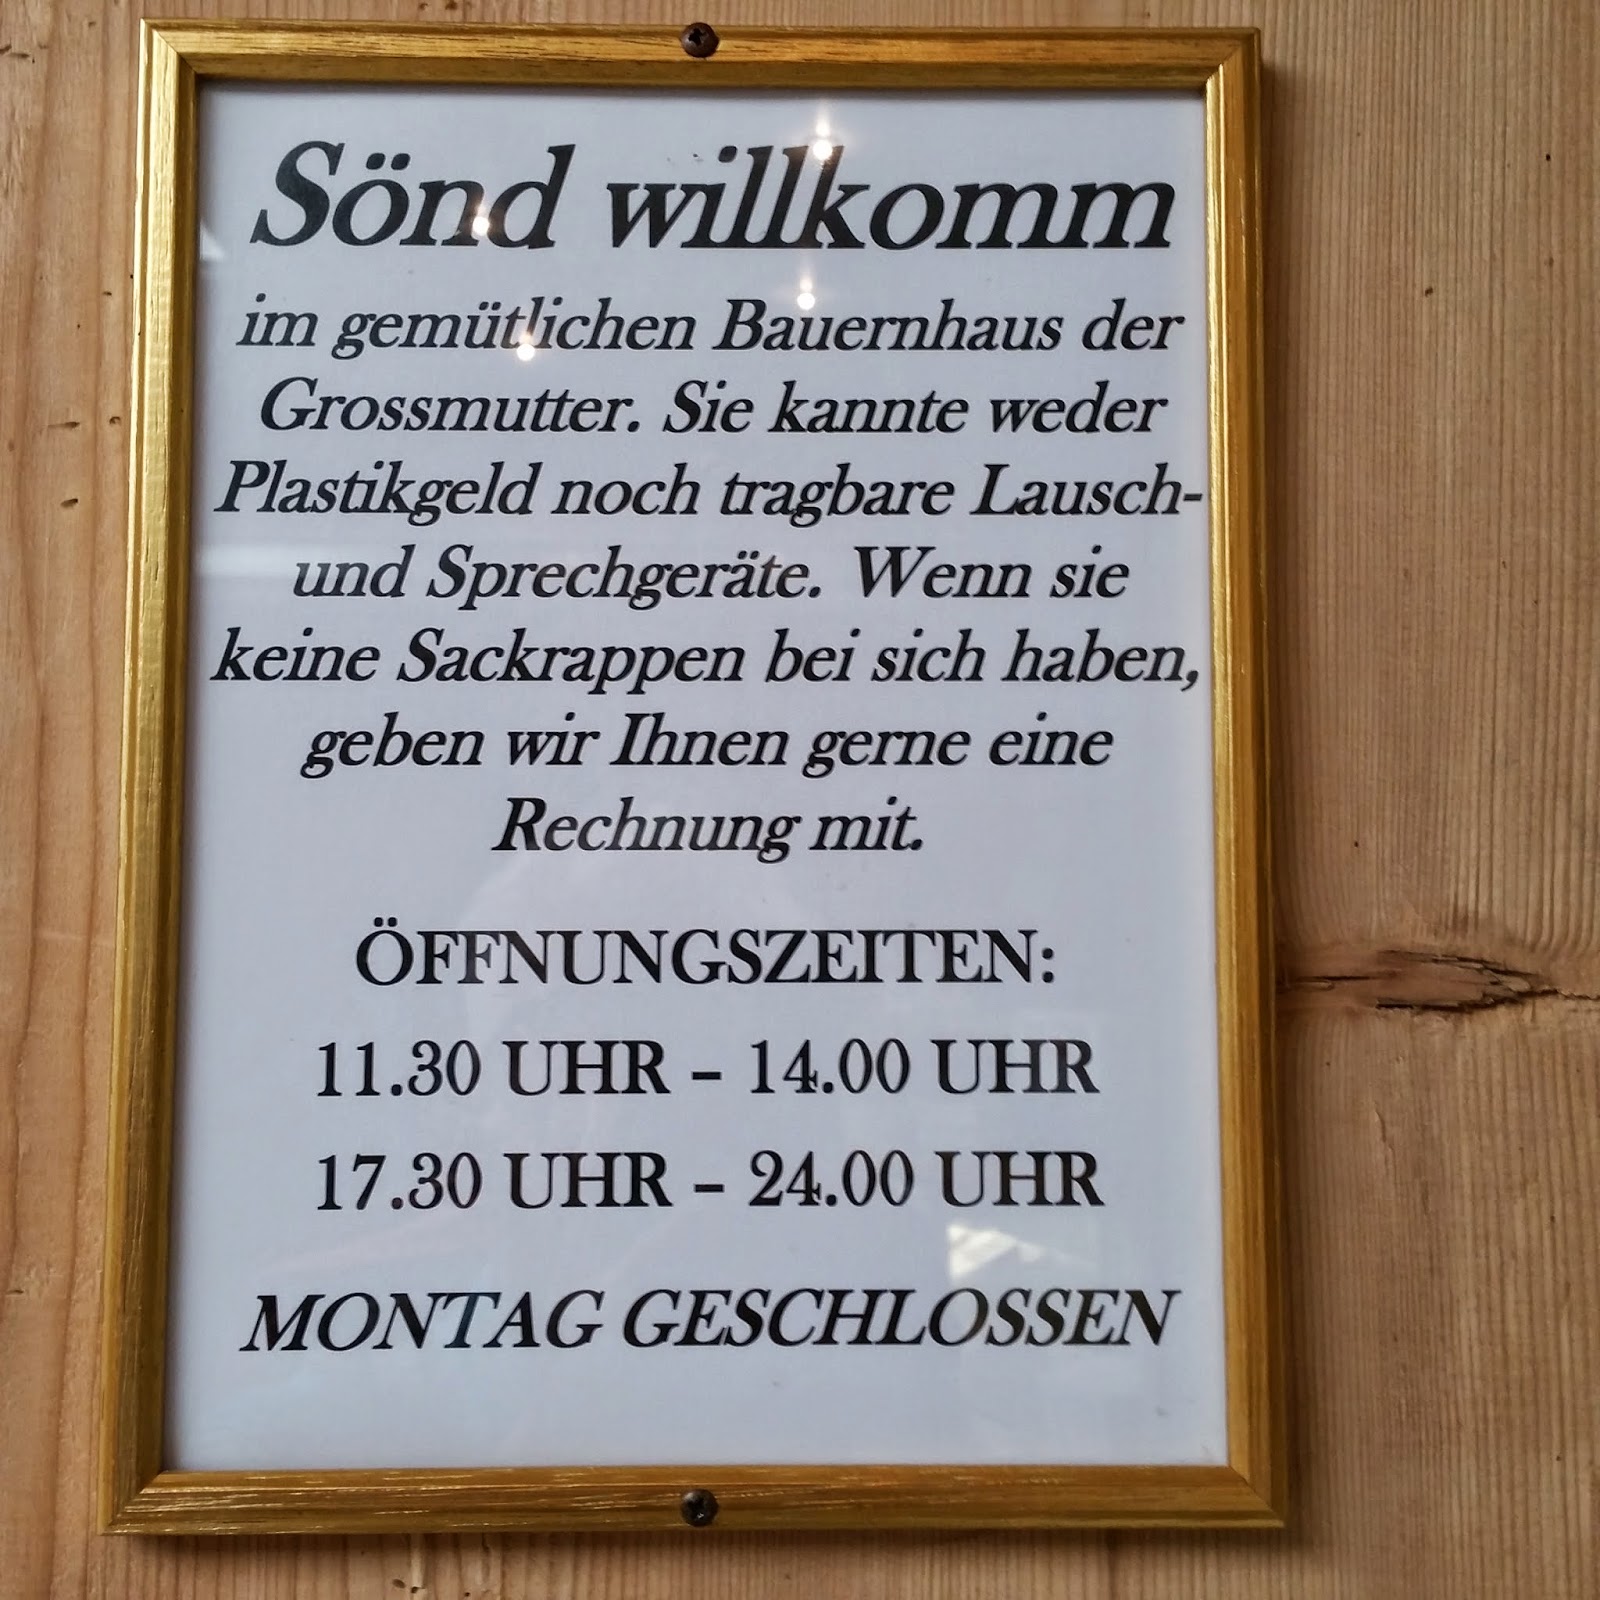 Sönd willkomm
im gemütlichen Bauernhaus der
Grossmutter. Sie kannte weder
Plastikgeld noch tragbare Lausch-
und Sprechgeräte. Wenn sie
keine Sackrappen bei sich haben,
geben wir Ihnen gerne eine
Rechnung mit.
ÖFFNUNGSZEITEN:
11.30 UHR – 14.00 UHR
17.30 UHR – 24.00 UHR
MONTAG GESCHLOSSEN